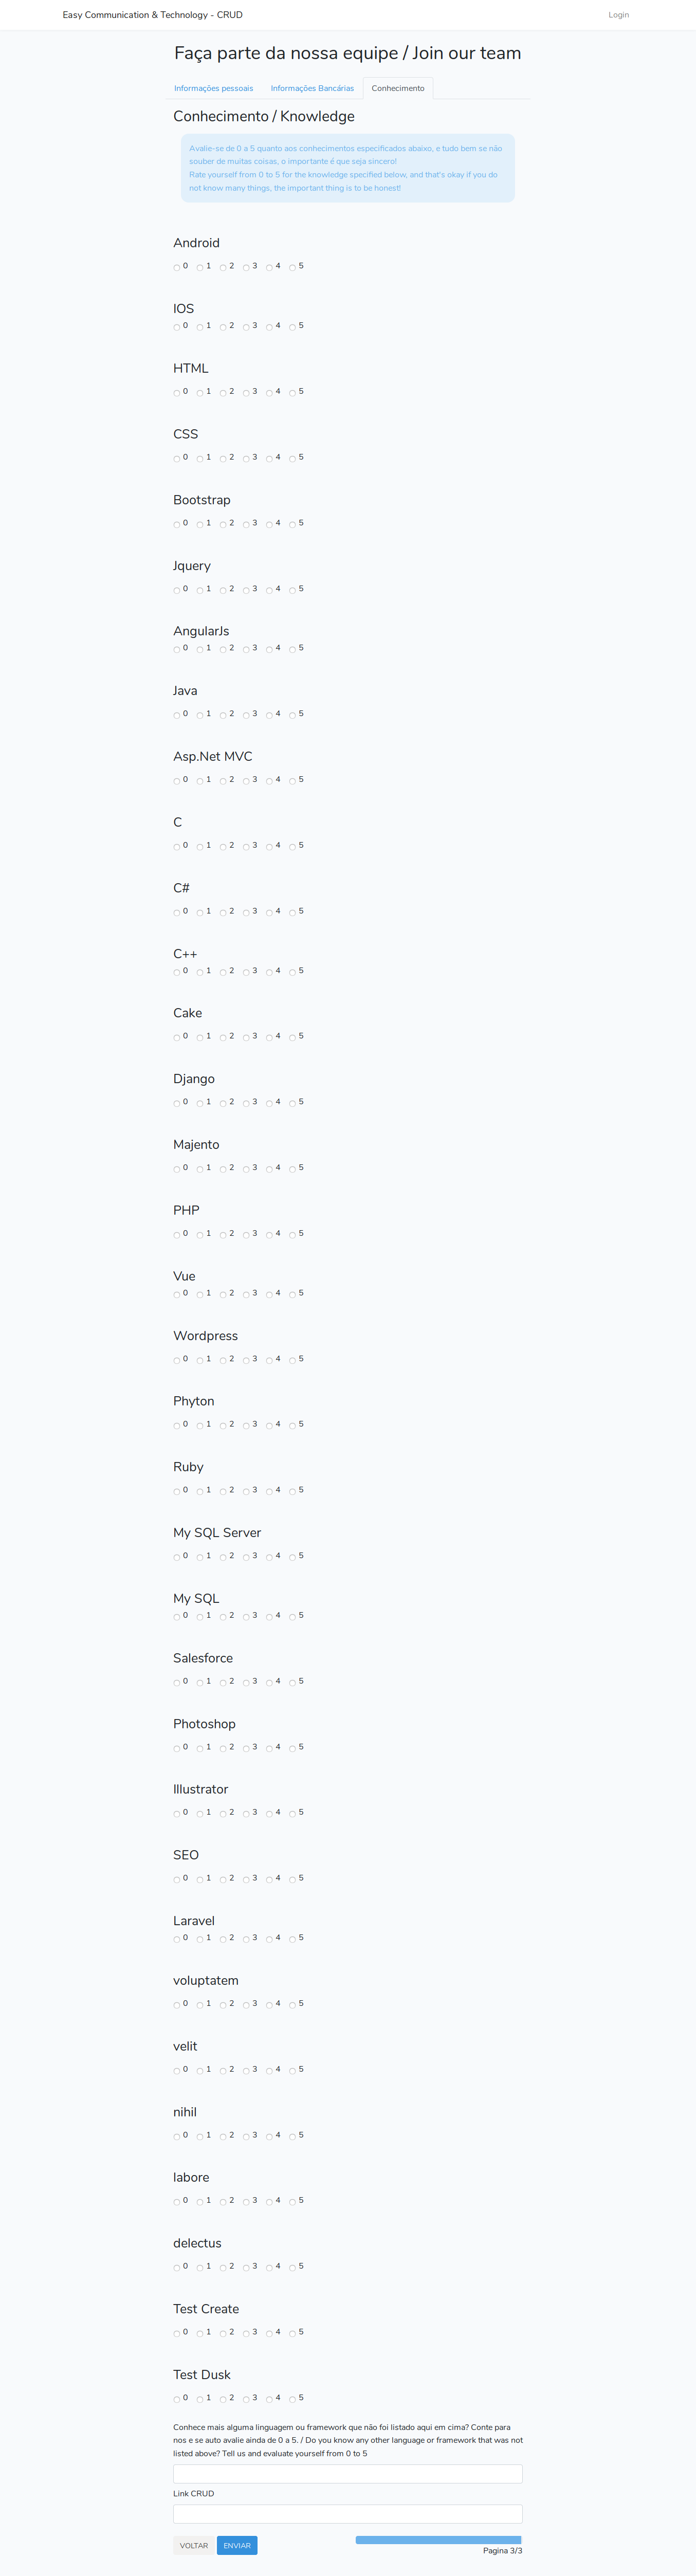 Easy Communication & Technology - CRUD
Login
Faça parte da nossa equipe / Join our team
Informações pessoais
Informações Bancárias
Conhecimento
Conhecimento / Knowledge
Avalie-se de 0 a 5 quanto aos conhecimentos especificados abaixo, e tudo bem se não
souber de muitas coisas, o importante é que seja sincero!
Rate yourself from 0 to 5 for the knowledge specified below, and that's okay if you do
not know many things, the important thing is to be honest!
Android
0 1 2 3 4 5
IOS
0 1 2 3 4 5
HTML
0 1 2 3 4 5
CSS
0 1 2 3 4 5
Bootstrap
0 1 2 3 4 5
Jquery
0 1 2 3 4 5
AngularJs
0 1 2 3 4 5
Java
0 1 2 3 4 5
Asp.Net MVC
0 1 2 3 4 5
C
0 1 2 3 4 5
C#
0 1 2 3 4 5
C++
0 1 2 3 4 5
Cake
0 1 2 3 4 5
Django
0 1 2 3 4 5
Majento
0 1 2 3 4 5
PHP
0 1 2 3 4 5
Vue
0 1 2 3 4 5
Wordpress
0 1 2 3 4 5
Phyton
0 1 2 3 4 5
Ruby
0 1 2 3 4 5
My SQL Server
0 1 2 3 4 5
My SQL
0 1 2 3 4 5
Salesforce
0 1 2 3 4 5
Photoshop
0 1 2 3 4 5
Illustrator
0 1 2 3 4 5
SEO
0 1 2 3 4 5
Laravel
0 1 2 3 4 5
voluptatem
0 1 2 3 4 5
velit
0 1 2 3 4 5
nihil
0 1 2 3 4 5
labore
0 1 2 3 4 5
delectus
0 1 2 3 4 5
Test Create
0 1 2 3 4 5
Test Dusk
0 1 2 3 4 5
Conhece mais alguma linguagem ou framework que não foi listado aqui em cima? Conte para
nos e se auto avalie ainda de 0 a 5. / Do you know any other language or framework that was not
listed above? Tell us and evaluate yourself from 0 to 5
Link CRUD
VOLTAR
ENVIAR
Pagina 3/3